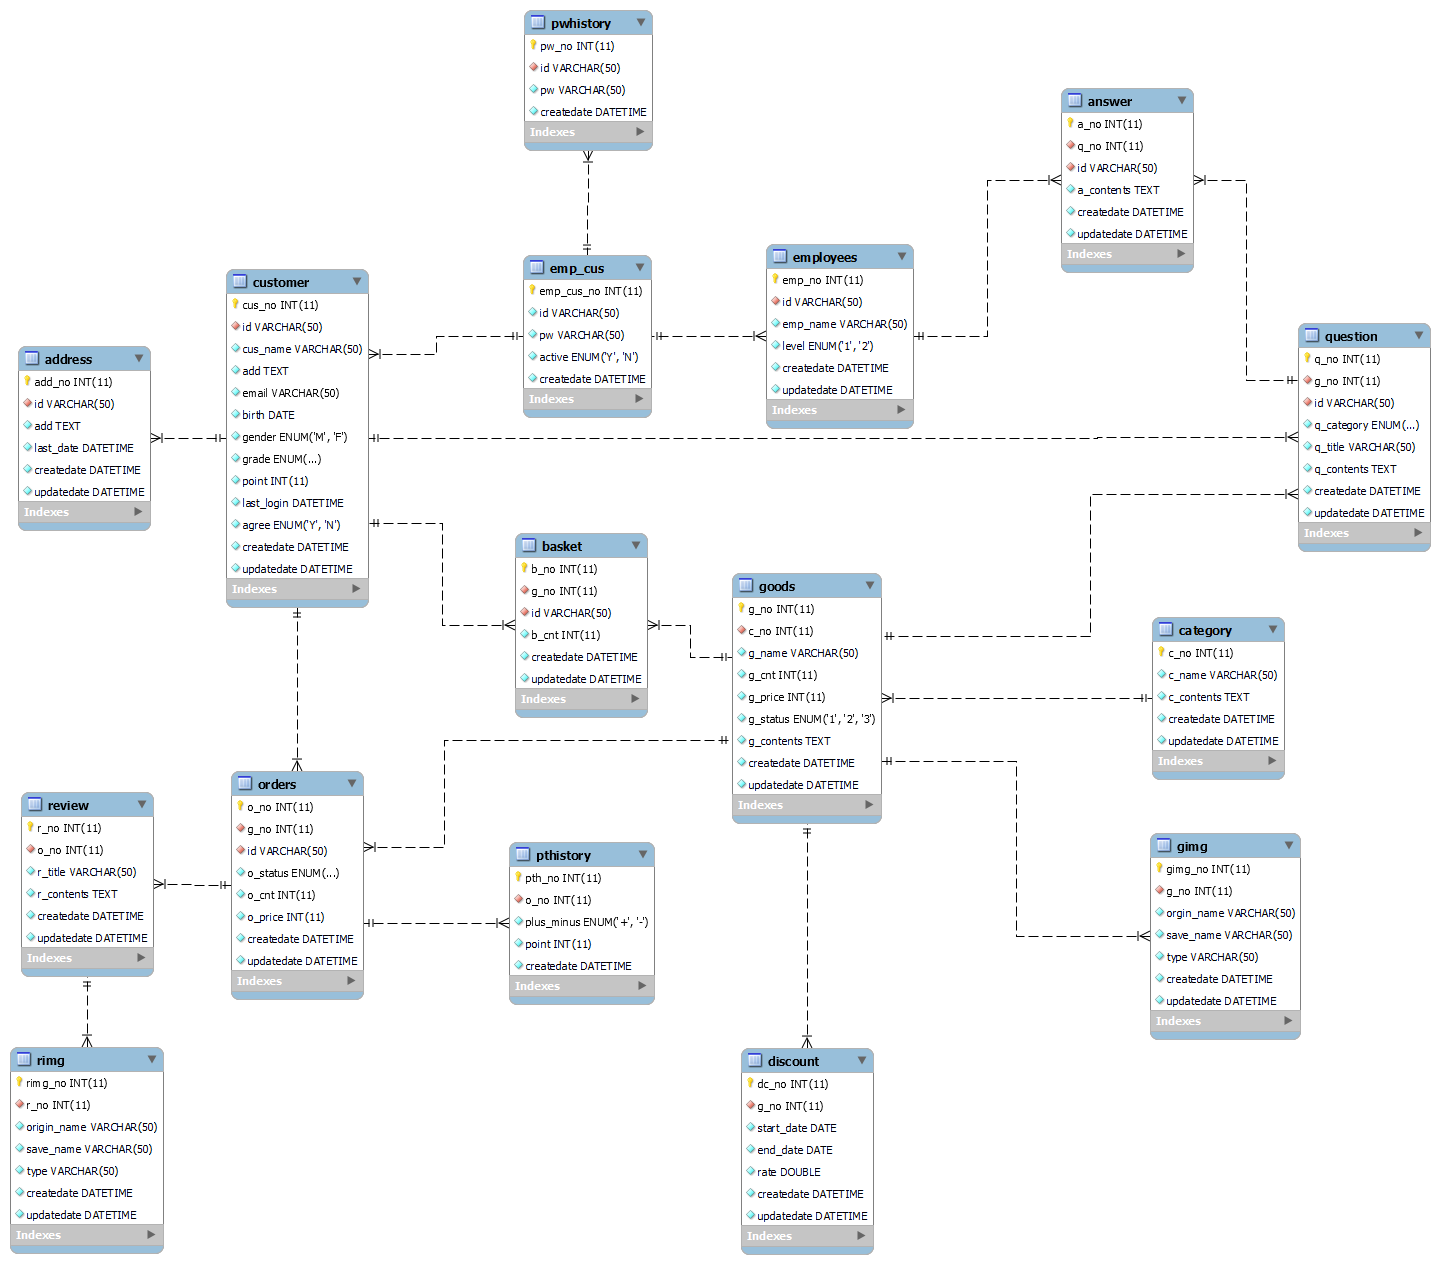 pwhistory
pw_no INT(11)
id VARCHAR(50)
pw VARCHAR(50)
createdate DATETIME
Indexes
answer
a_no INT(11)
q_no INT(11)
id VARCHAR(50)
a_contents TEXT
createdate DATETIME
updatedate DATETIME
Indexes
emp_cus
emp_cus_no INT(11)
id VARCHAR(50)
pw VARCHAR(50)
active ENUM('Y', 'N')
createdate DATETIME
Indexes
employees
emp_no INT(11)
id VARCHAR(50)
emp_name VARCHAR(50)
level ENUM('1', '2')
createdate DATETIME
updatedate DATETIME
Indexes
customer
cus_no INT(11)
id VARCHAR(50)
cus_name VARCHAR(50)
add TEXT
email VARCHAR(50)
birth DATE
gender ENUM('M', 'F')
grade ENUM(...)
point INT(11)
last_login DATETIME
agree ENUM('Y', 'N')
createdate DATETIME
updatedate DATETIME
Indexes
address
add_no INT(11)
id VARCHAR(50)
add TEXT
last_date DATETIME
createdate DATETIME
updatedate DATETIME
Indexes
question
q_no INT(11)
g_no INT(11)
id VARCHAR(50)
q_category ENUM(...)
q_title VARCHAR(50)
q_contents TEXT
createdate DATETIME
updatedate DATETIME
Indexes
basket
b_no INT(11)
g_no INT(11)
id VARCHAR(50)
b_cnt INT(11)
createdate DATETIME
updatedate DATETIME
Indexes
goods
g_no INT(11)
c_no INT(11)
g_name VARCHAR(50)
g_cnt INT(11)
g_price INT(11)
g_status ENUM('1', '2', '3')
g_contents TEXT
createdate DATETIME
updatedate DATETIME
Indexes
category
c_no INT(11)
c_name VARCHAR(50)
c_contents TEXT
createdate DATETIME
updatedate DATETIME
Indexes
orders
o_no INT(11)
g_no INT(11)
id VARCHAR(50)
o_status ENUM(...)
o_cnt INT(11)
o_price INT(11)
createdate DATETIME
updatedate DATETIME
Indexes
review
r_no INT(11)
o_no INT(11)
r_title VARCHAR(50)
r_contents TEXT
createdate DATETIME
updatedate DATETIME
Indexes
pthistory
pth_no INT(11)
o_no INT(11)
plus_minus ENUM('+', '-')
point INT(11)
createdate DATETIME
Indexes
gimg
gimg_no INT(11)
g_no INT(11)
orgin_name VARCHAR(50)
save_name VARCHAR(50)
type VARCHAR(50)
createdate DATETIME
updatedate DATETIME
Indexes
rimg
rimg_no INT(11)
r_no INT(11)
origin_name VARCHAR(50)
save_name VARCHAR(50)
type VARCHAR(50)
createdate DATETIME
updatedate DATETIME
Indexes
discount
dc_no INT(11)
g_no INT(11)
start_date DATE
end_date DATE
rate DOUBLE
createdate DATETIME
updatedate DATETIME
Indexes